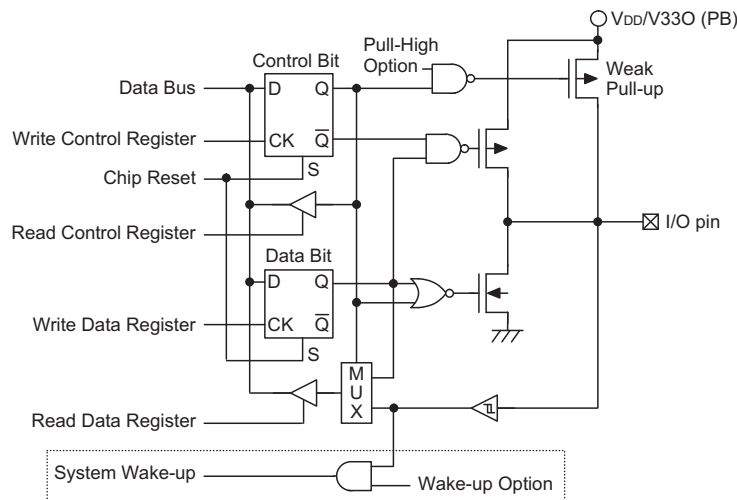 VDD/V33O (PB)
Control Bit
Pull-High
Option
Weak
Pull-up
Data Bus
D
Q
Write Control Register
CK
Q̅
Chip Reset
S
Read Control Register
I/O pin
Data Bit
D
Q
Write Data Register
CK
Q̅
S
M
U
X
Read Data Register
System Wake-up
Wake-up Option